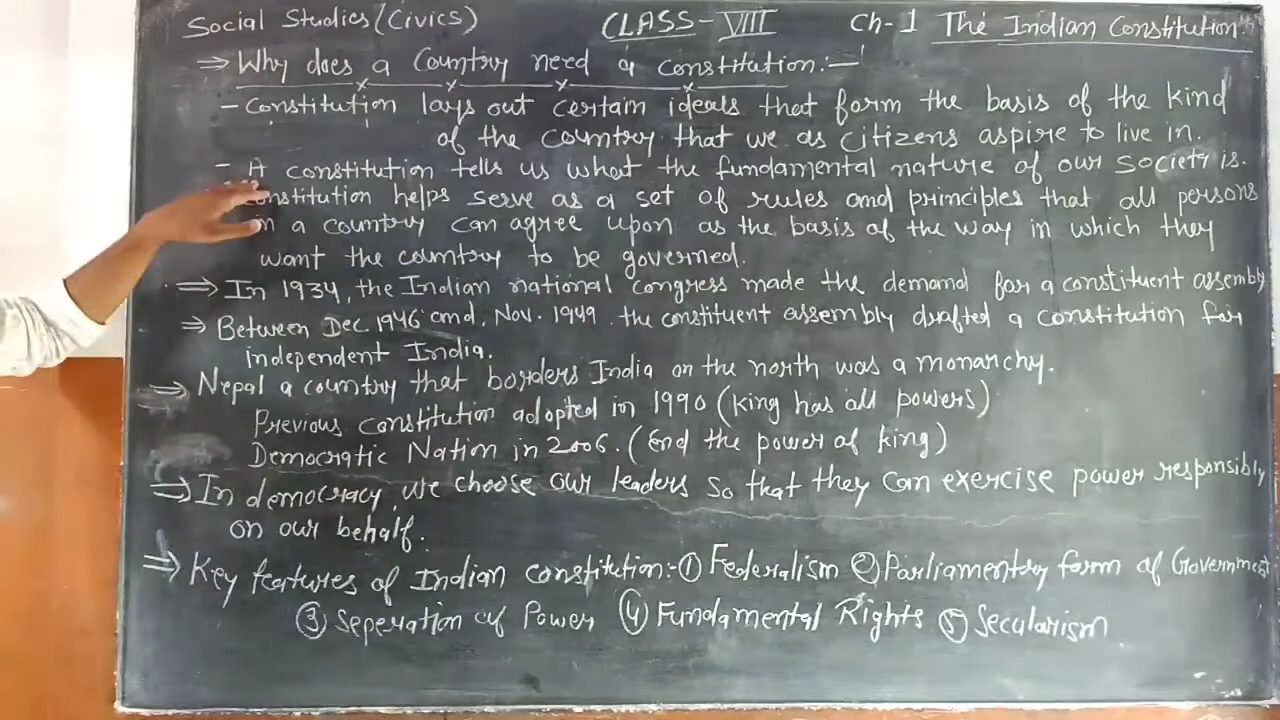 Social Studies (Civics) CLASS-VIII Ch-1 The Indian Constitution:
⇒ Why does a Country need a constitution:-
- Constitution lays out certain ideals that form the basis of the kind
of the country that we as citizens aspire to live in.
- A constitution tells us what the fundamental nature of our society is.
onstitution helps serve as a set of rules and principles that all persons
in a country can agree upon as the basis of the way in which they
want the country to be governed.
⇒ In 1934, the Indian national Congress made the demand for a constituent assembly
⇒ Between Dec 1946 and, Nov. 1949 the constituent assembly drafted a constitution for
independent India.
⇒ Nepal a country that borders India on the north was a monarchy.
Previous constitution adopted in 1990 (King has all powers)
Democratic Nation in 2006. (End the power of king)
⇒ In democracy, we choose our leaders so that they can exercise power responsibly
on our behalf.
⇒ Key features of Indian constitution:- ① Federalism ② Parliamentry form of Government
③ Seperation of Power ④ Fundamental Rights ⑤ Secularism